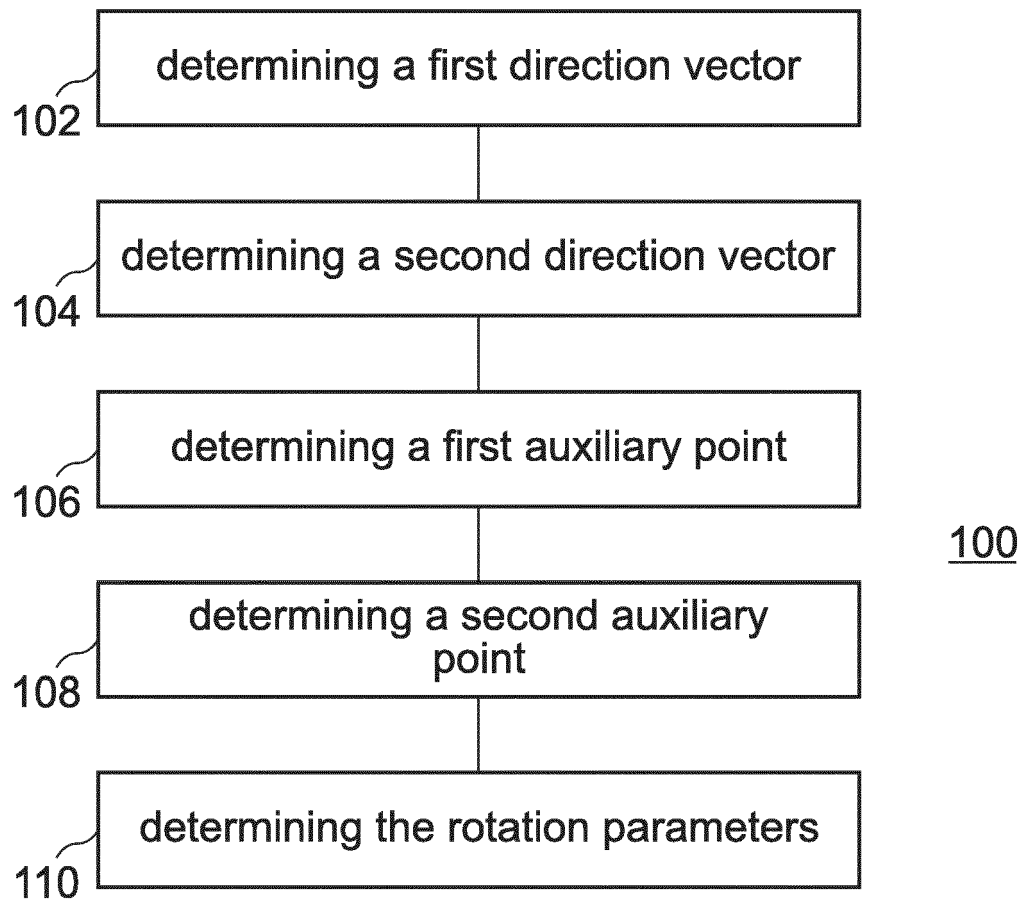 determining a first direction vector
102
determining a second direction vector
104
determining a first auxiliary point
106
100
determining a second auxiliary
point
108
determining the rotation parameters
110